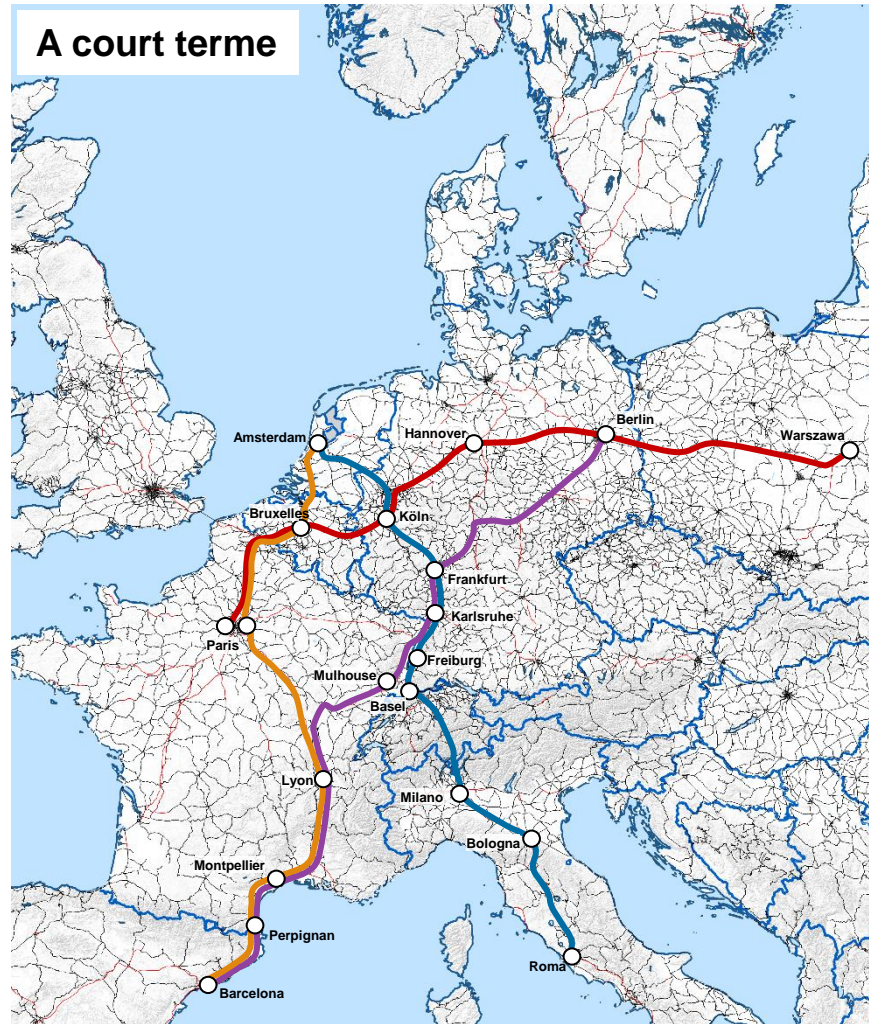 A court terme
Berlin
Amsterdam
Hannover
Warszawa
Bruxelles
Köln
Frankfurt
Karlsruhe
Paris
Freiburg
Mulhouse
Basel
Lyon
Milano
Bologna
Montpellier
Perpignan
Roma
Barcelona